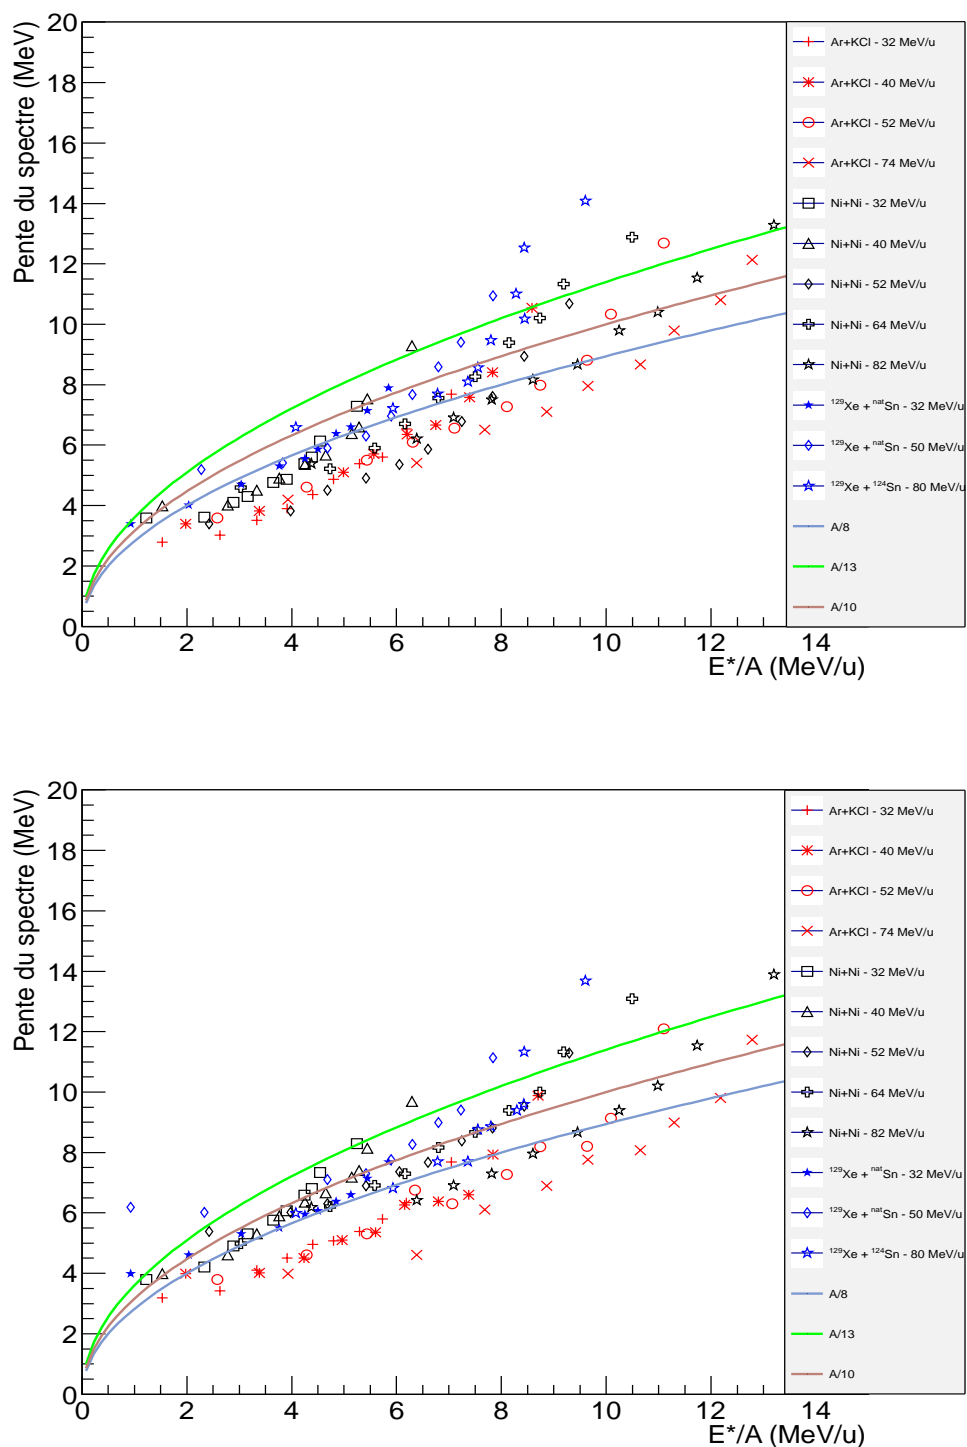 Pente du spectre (MeV)
20
18
16
14
12
10
8
6
4
2
0
0 2 4 6 8 10 12 14
E*/A (MeV/u)
Ar+KCl - 32 MeV/u
Ar+KCl - 40 MeV/u
Ar+KCl - 52 MeV/u
Ar+KCl - 74 MeV/u
Ni+Ni - 32 MeV/u
Ni+Ni - 40 MeV/u
Ni+Ni - 52 MeV/u
Ni+Ni - 64 MeV/u
Ni+Ni - 82 MeV/u
¹²⁹Xe + ⁿᵃᵗSn - 32 MeV/u
¹²⁹Xe + ⁿᵃᵗSn - 50 MeV/u
¹²⁹Xe + ¹²⁴Sn - 80 MeV/u
A/8
A/13
A/10
Pente du spectre (MeV)
20
18
16
14
12
10
8
6
4
2
0
0 2 4 6 8 10 12 14
E*/A (MeV/u)
Ar+KCl - 32 MeV/u
Ar+KCl - 40 MeV/u
Ar+KCl - 52 MeV/u
Ar+KCl - 74 MeV/u
Ni+Ni - 32 MeV/u
Ni+Ni - 40 MeV/u
Ni+Ni - 52 MeV/u
Ni+Ni - 64 MeV/u
Ni+Ni - 82 MeV/u
¹²⁹Xe + ⁿᵃᵗSn - 32 MeV/u
¹²⁹Xe + ⁿᵃᵗSn - 50 MeV/u
¹²⁹Xe + ¹²⁴Sn - 80 MeV/u
A/8
A/13
A/10